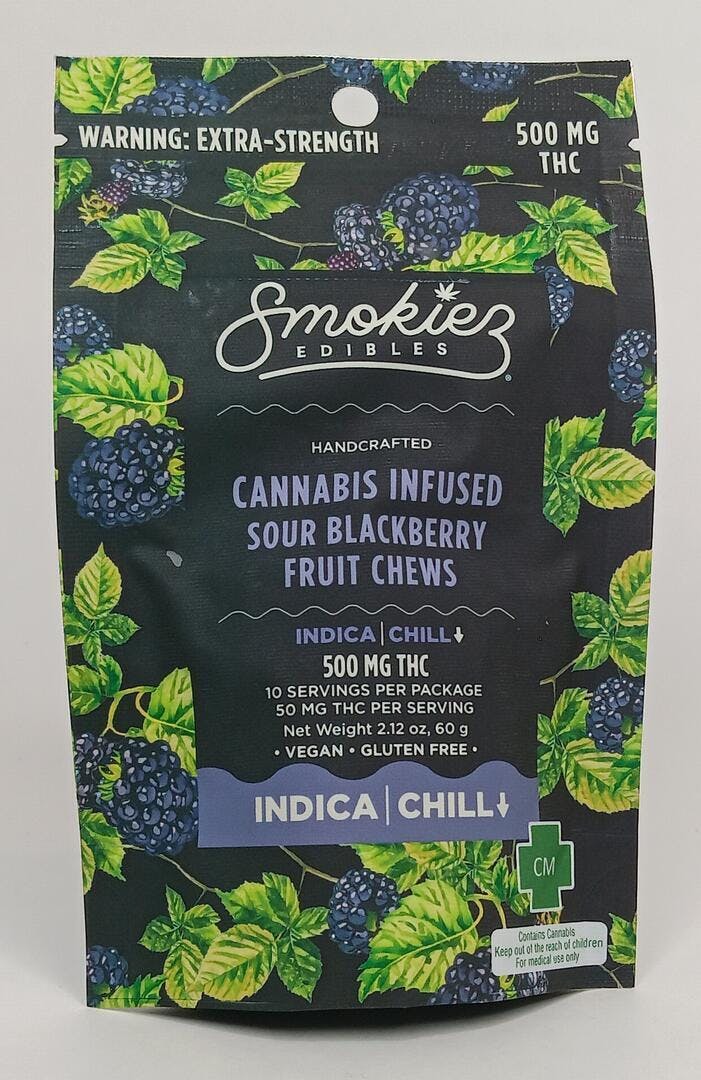 WARNING: EXTRA-STRENGTH
500 MG
THC
Smokiez
EDIBLES
HANDCRAFTED
CANNABIS INFUSED
SOUR BLACKBERRY
FRUIT CHEWS
INDICA | CHILL↓
500 MG THC
10 SERVINGS PER PACKAGE
50 MG THC PER SERVING
Net Weight 2.12 oz, 60 g
• VEGAN • GLUTEN FREE •
INDICA | CHILL↓
CM
Contains Cannabis
Keep out of the reach of children
For medical use only